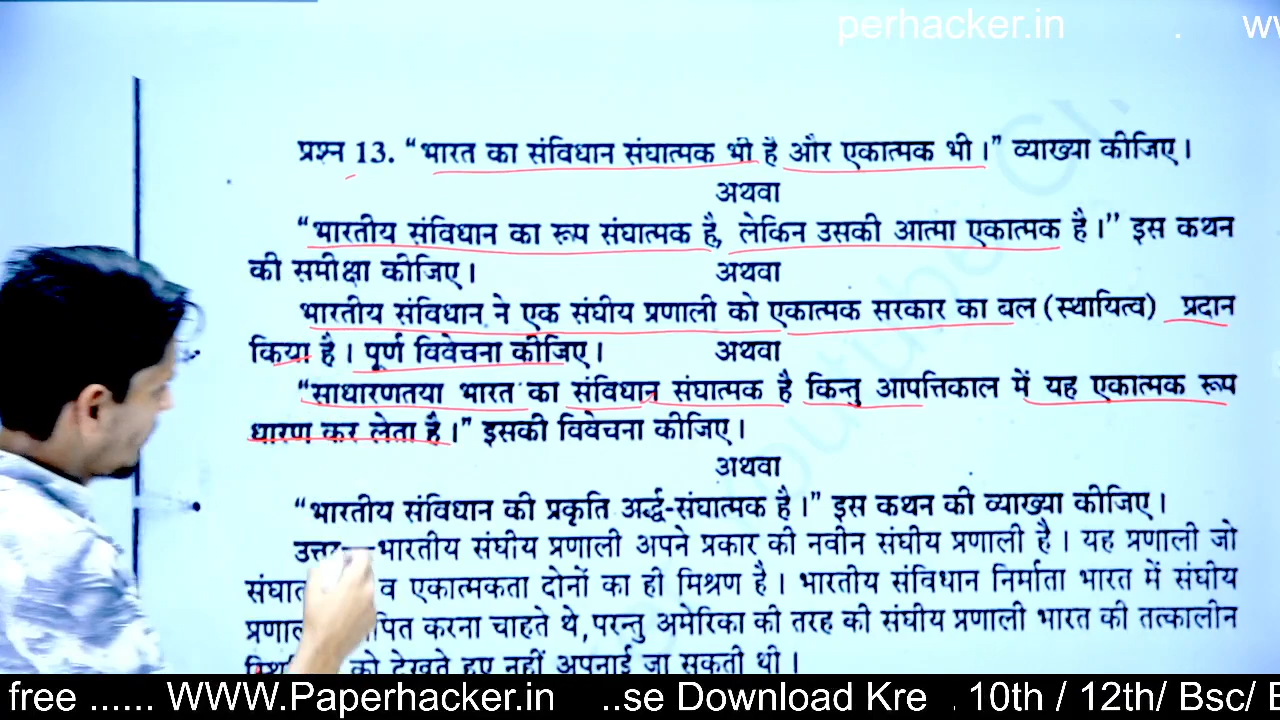 perhacker.in . ww
प्रश्न 13. “भारत का संविधान संघात्मक भी है और एकात्मक भी।” व्याख्या कीजिए।
अथवा
“भारतीय संविधान का रूप संघात्मक है, लेकिन उसकी आत्मा एकात्मक है।” इस कथन
की समीक्षा कीजिए। अथवा
भारतीय संविधान ने एक संघीय प्रणाली को एकात्मक सरकार का बल (स्थायित्व) प्रदान
किया है। पूर्ण विवेचना कीजिए। अथवा
“साधारणतया भारत का संविधान संघात्मक है किन्तु आपत्तिकाल में यह एकात्मक रूप
धारण कर लेता है।” इसकी विवेचना कीजिए।
अथवा
“भारतीय संविधान की प्रकृति अर्द्ध-संघात्मक है।” इस कथन की व्याख्या कीजिए।
उत्तर—भारतीय संघीय प्रणाली अपने प्रकार की नवीन संघीय प्रणाली है। यह प्रणाली जो
व एकात्मकता दोनों का ही मिश्रण है। भारतीय संविधान निर्माता भारत में संघीय
करना चाहते थे, परन्तु अमेरिका की तरह की संघीय प्रणाली भारत की तत्कालीन
को देखते हुए नहीं अपनाई जा सकती थी।
free ...... WWW.Paperhacker.in ..se Download Kre . 10th / 12th/ Bsc/